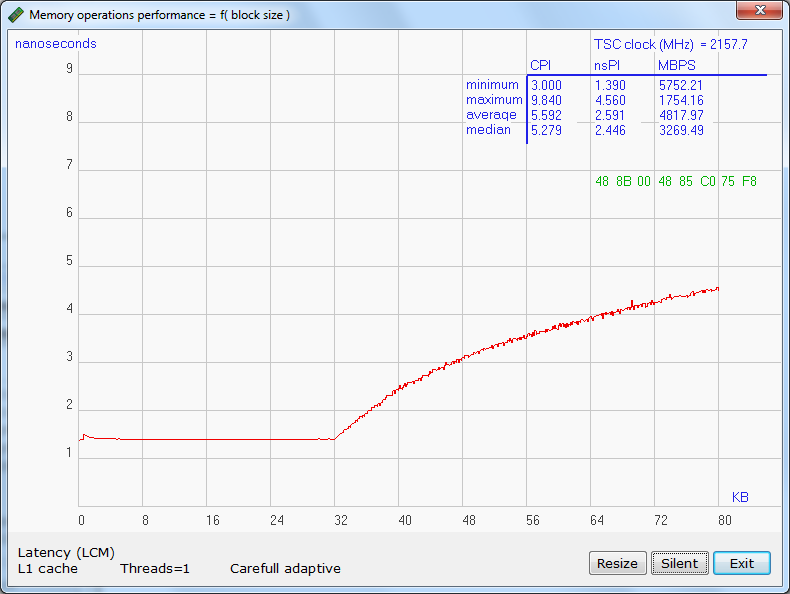 Memory operations performance = f( block size )
nanoseconds
TSC clock (MHz) = 2157.7
CPI nsPI MBPS
minimum 3.000 1.390 5752.21
maximum 9.840 4.560 1754.16
average 5.592 2.591 4817.97
median 5.279 2.446 3269.49
48 8B 00 48 85 C0 75 F8
9
8
7
6
5
4
3
2
1
KB
0 8 16 24 32 40 48 56 64 72 80
Latency (LCM)
L1 cache Threads=1 Carefull adaptive
Resize Silent Exit